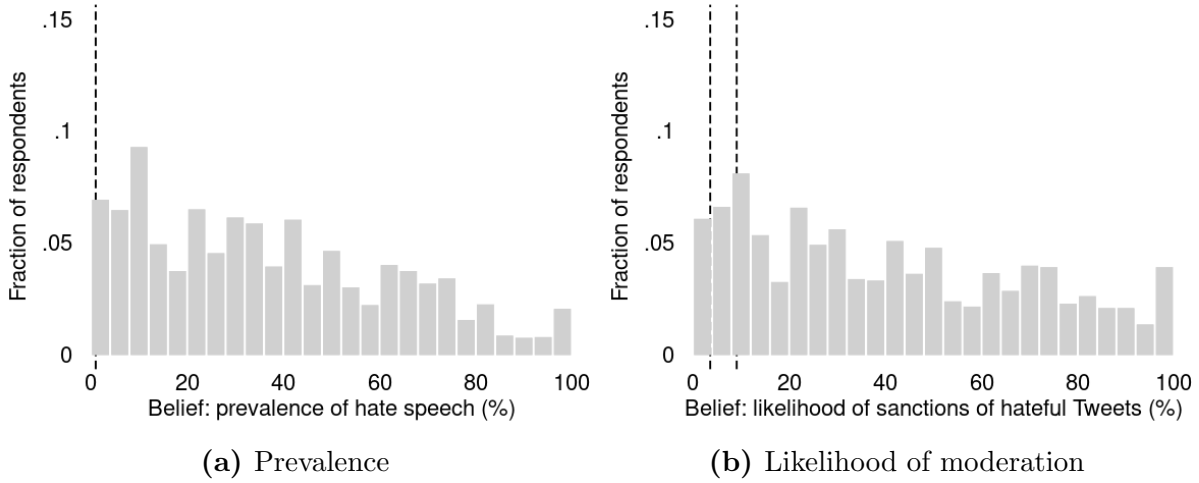 .15
.1
.05
0
Fraction of respondents
0 20 40 60 80 100
Belief: prevalence of hate speech (%)
(a) Prevalence
.15
.1
.05
0
Fraction of respondents
0 20 40 60 80 100
Belief: likelihood of sanctions of hateful Tweets (%)
(b) Likelihood of moderation